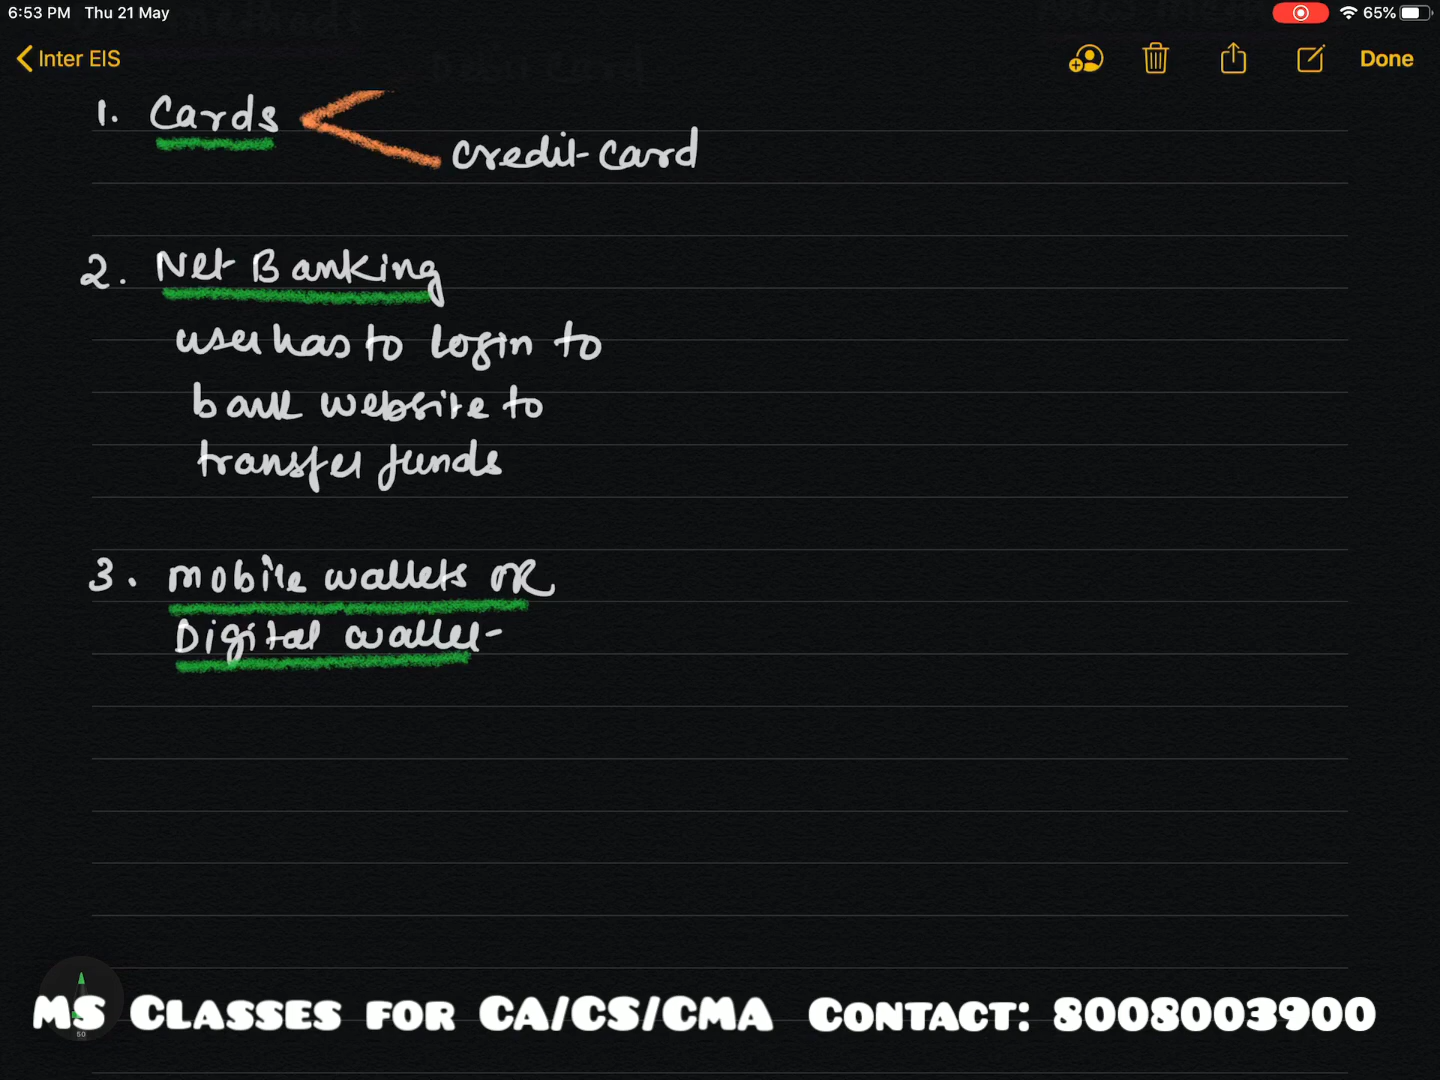 6:53 PM Thu 21 May 65%
Inter EIS Done
1. Cards
credit card
2. Net Banking
user has to login to
bank website to
transfer funds
3. mobile wallets OR
Digital wallet
50
MS Classes for CA/CS/CMA Contact: 8008003900